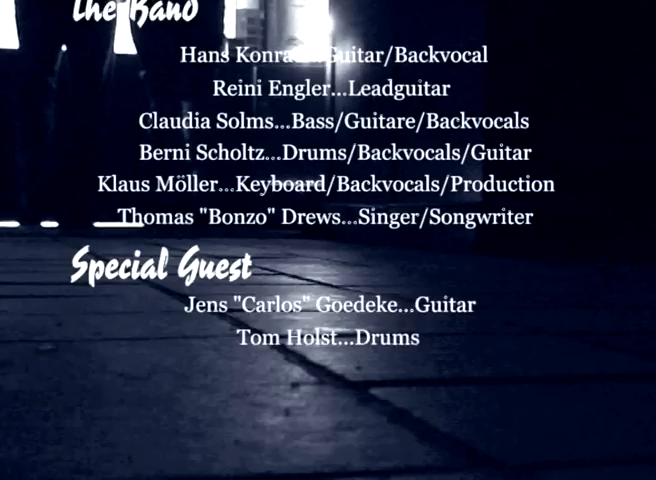 The Band
Hans Konra...Guitar/Backvocal
Reini Engler...Leadguitar
Claudia Solms...Bass/Guitare/Backvocals
Berni Scholtz...Drums/Backvocals/Guitar
Klaus Möller...Keyboard/Backvocals/Production
Thomas "Bonzo" Drews...Singer/Songwriter
Special Guest
Jens "Carlos" Goedeke...Guitar
Tom Holst...Drums